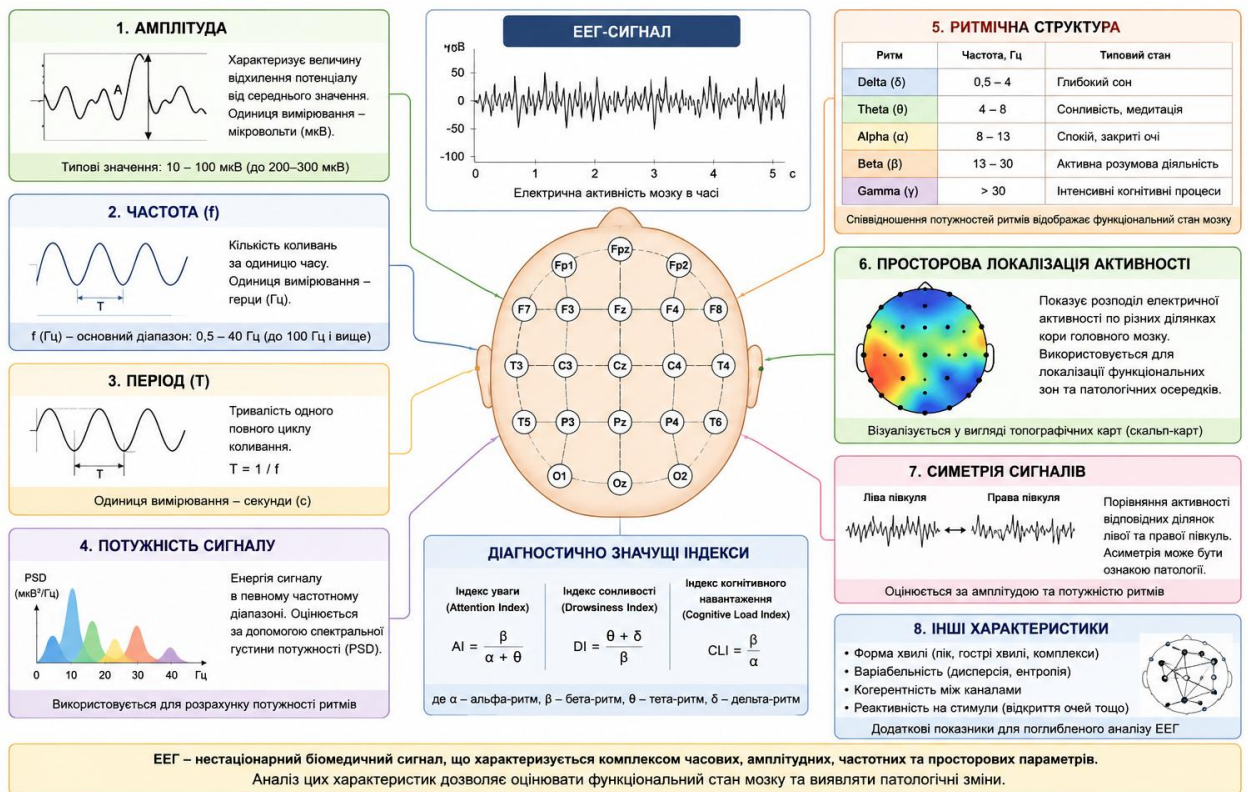 1. АМПЛІТУДА
A
Характеризує величину
відхилення потенціалу
від середнього значення.
Одиниця вимірювання –
мікровольти (мкВ).
Типові значення: 10 – 100 мкВ (до 200–300 мкВ)
2. ЧАСТОТА (f)
T
Кількість коливань
за одиницю часу.
Одиниця вимірювання –
герци (Гц).
f (Гц) – основний діапазон: 0,5 – 40 Гц (до 100 Гц і вище)
3. ПЕРІОД (T)
T
Тривалість одного
повного циклу
коливання.
T = 1 / f
Одиниця вимірювання – секунди (с)
4. ПОТУЖНІСТЬ СИГНАЛУ
PSD
(мкВ²/Гц)
0 10 20 30 40 Гц
Енергія сигналу
в певному частотному
діапазоні. Оцінюється
за допомогою спектральної
густини потужності (PSD).
Використовується для розрахунку потужності ритмів
ЕЕГ-СИГНАЛ
50
0
-50
-100
0 1 2 3 4 5 с
Електрична активність мозку в часі
Fpz
Fp1 Fp2
F7 F3 Fz F4 F8
T3 C3 Cz C4 T4
T5 P3 Pz P4 T6
O1 Oz O2
ДІАГНОСТИЧНО ЗНАЧУЩІ ІНДЕКСИ
Індекс уваги
(Attention Index)
AI = β / (α + θ)
Індекс сонливості
(Drowsiness Index)
DI = (θ + δ) / β
Індекс когнітивного
навантаження
(Cognitive Load Index)
CLI = β / α
де α – альфа-ритм, β – бета-ритм, θ – тета-ритм, δ – дельта-ритм
5. РИТМІЧНА СТРУКТУРА
Ритм Частота, Гц Типовий стан
Delta (δ) 0,5 – 4 Глибокий сон
Theta (θ) 4 – 8 Сонливість, медитація
Alpha (α) 8 – 13 Спокій, закриті очі
Beta (β) 13 – 30 Активна розумова діяльність
Gamma (γ) > 30 Інтенсивні когнітивні процеси
Співвідношення потужностей ритмів відображає функціональний стан мозку
6. ПРОСТОРОВА ЛОКАЛІЗАЦІЯ АКТИВНОСТІ
Показує розподіл електричної
активності по різних ділянках
кори головного мозку.
Використовується для
локалізації функціональних
зон та патологічних осередків.
Візуалізується у вигляді топографічних карт (скальп-карт)
7. СИМЕТРІЯ СИГНАЛІВ
Ліва півкуля Права півкуля
Порівняння активності
відповідних ділянок
лівої та правої півкуль.
Асиметрія може бути
ознакою патології.
Оцінюється за амплітудою та потужністю ритмів
8. ІНШІ ХАРАКТЕРИСТИКИ
• Форма хвилі (пік, гострі хвилі, комплекси)
• Варіабельність (дисперсія, ентропія)
• Когерентність між каналами
• Реактивність на стимули (відкриття очей тощо)
Додаткові показники для поглибленого аналізу ЕЕГ
ЕЕГ – нестаціонарний біомедичний сигнал, що характеризується комплексом часових, амплітудних, частотних та просторових параметрів.
Аналіз цих характеристик дозволяє оцінювати функціональний стан мозку та виявляти патологічні зміни.